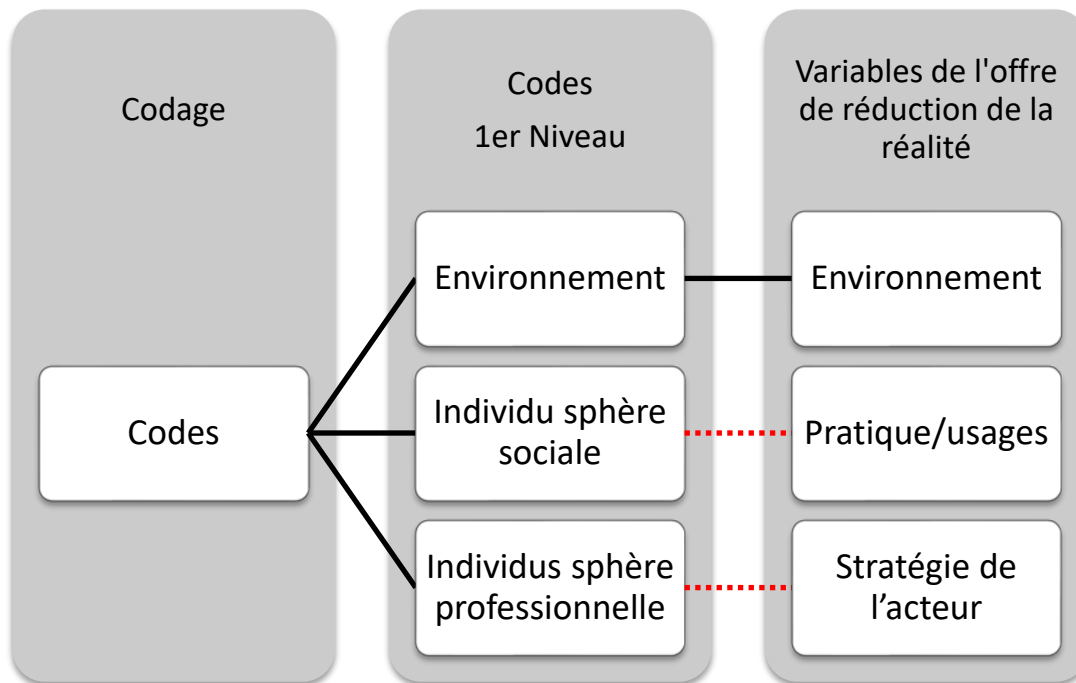 Codage
Codes
1er Niveau
Variables de l'offre
de réduction de la
réalité
Environnement
Environnement
Codes
Individu sphère
sociale
Pratique/usages
Individus sphère
professionnelle
Stratégie de
l’acteur